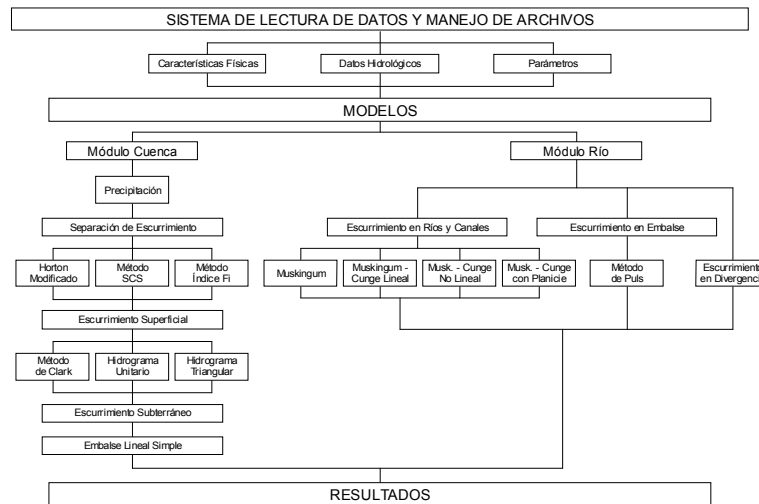 SISTEMA DE LECTURA DE DATOS Y MANEJO DE ARCHIVOS
Características Físicas
Datos Hidrológicos
Parámetros
MODELOS
Módulo Cuenca
Módulo Río
Precipitación
Separación de Escurrimiento
Escurrimiento en Ríos y Canales
Escurrimiento en Embalse
Horton
Modificado
Método
SCS
Método
Índice Fi
Muskingum
Muskingum -
Cunge Lineal
Musk. - Cunge
No Lineal
Musk. - Cunge
con Planicie
Método
de Puls
Escurrimiento
en Divergencia
Escurrimiento Superficial
Método
de Clark
Hidrograma
Unitario
Hidrograma
Triangular
Escurrimiento Subterráneo
Embalse Lineal Simple
RESULTADOS